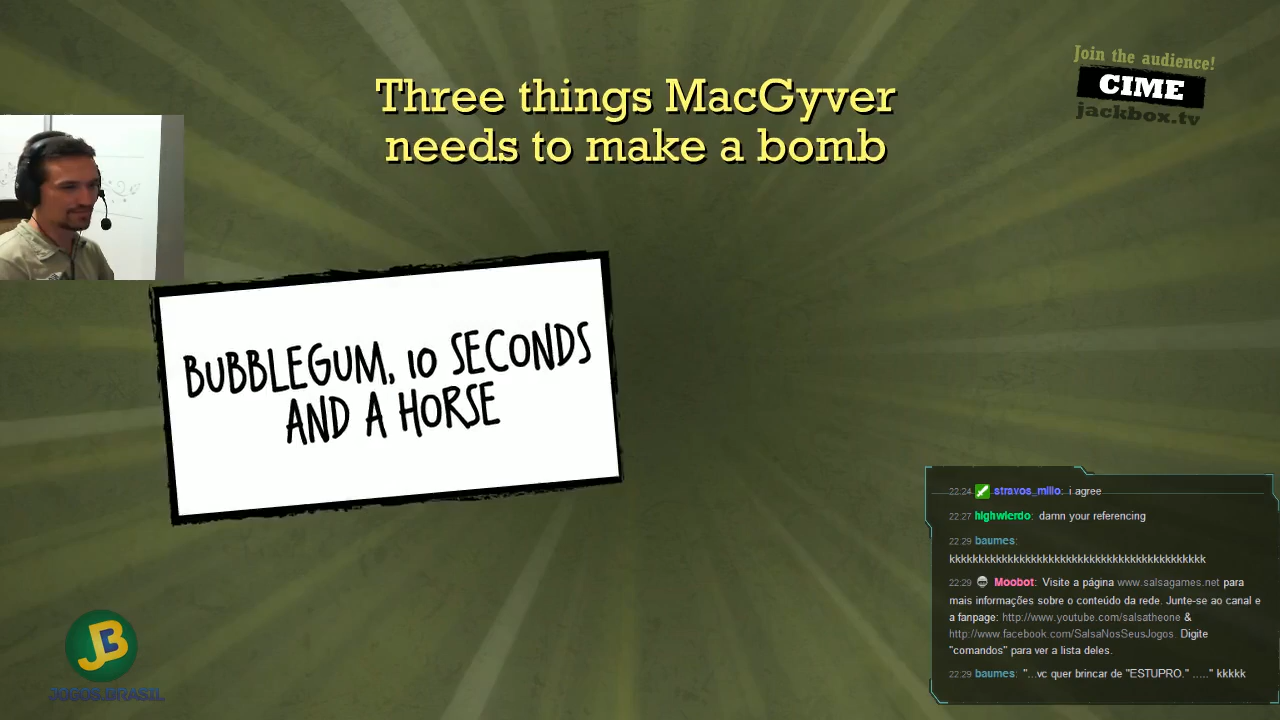 Three things MacGyver
needs to make a bomb
Join the audience!
CIME
jackbox.tv
BUBBLEGUM, 10 SECONDS
AND A HORSE
22:24 stravos_millo: i agree
22:27 highwierdo: damn your referencing
22:29 baumes:
kkkkkkkkkkkkkkkkkkkkkkkkkkkkkkkkkkkkkkkkkkkk
22:29 Moobot: Visite a página www.salsagames.net para
mais informações sobre o conteúdo da rede. Junte-se ao canal e
a fanpage: http://www.youtube.com/salsatheone &
http://www.facebook.com/SalsaNosSeusJogos. Digite
"comandos" para ver a lista deles.
22:29 baumes: "...vc quer brincar de "ESTUPRO." ....." kkkkk
JB
JOGOS.BRASIL